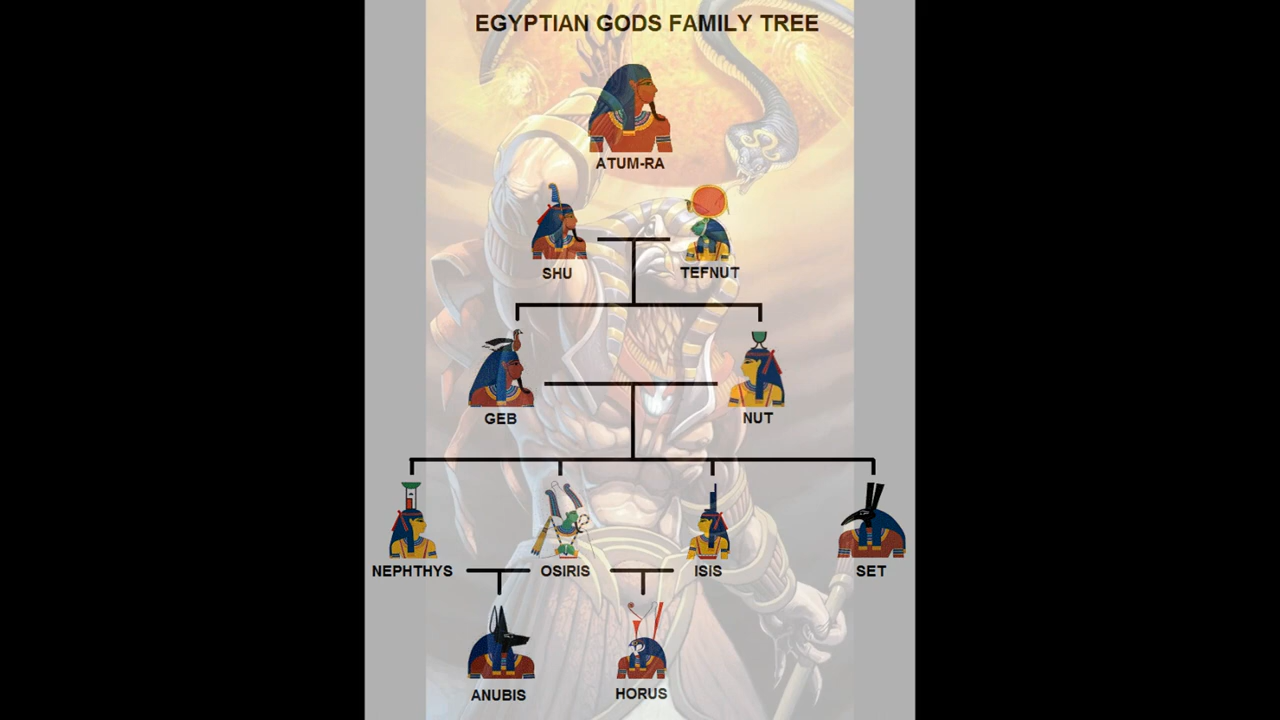 EGYPTIAN GODS FAMILY TREE
ATUM-RA
SHU
TEFNUT
GEB
NUT
NEPHTHYS
OSIRIS
ISIS
SET
ANUBIS
HORUS